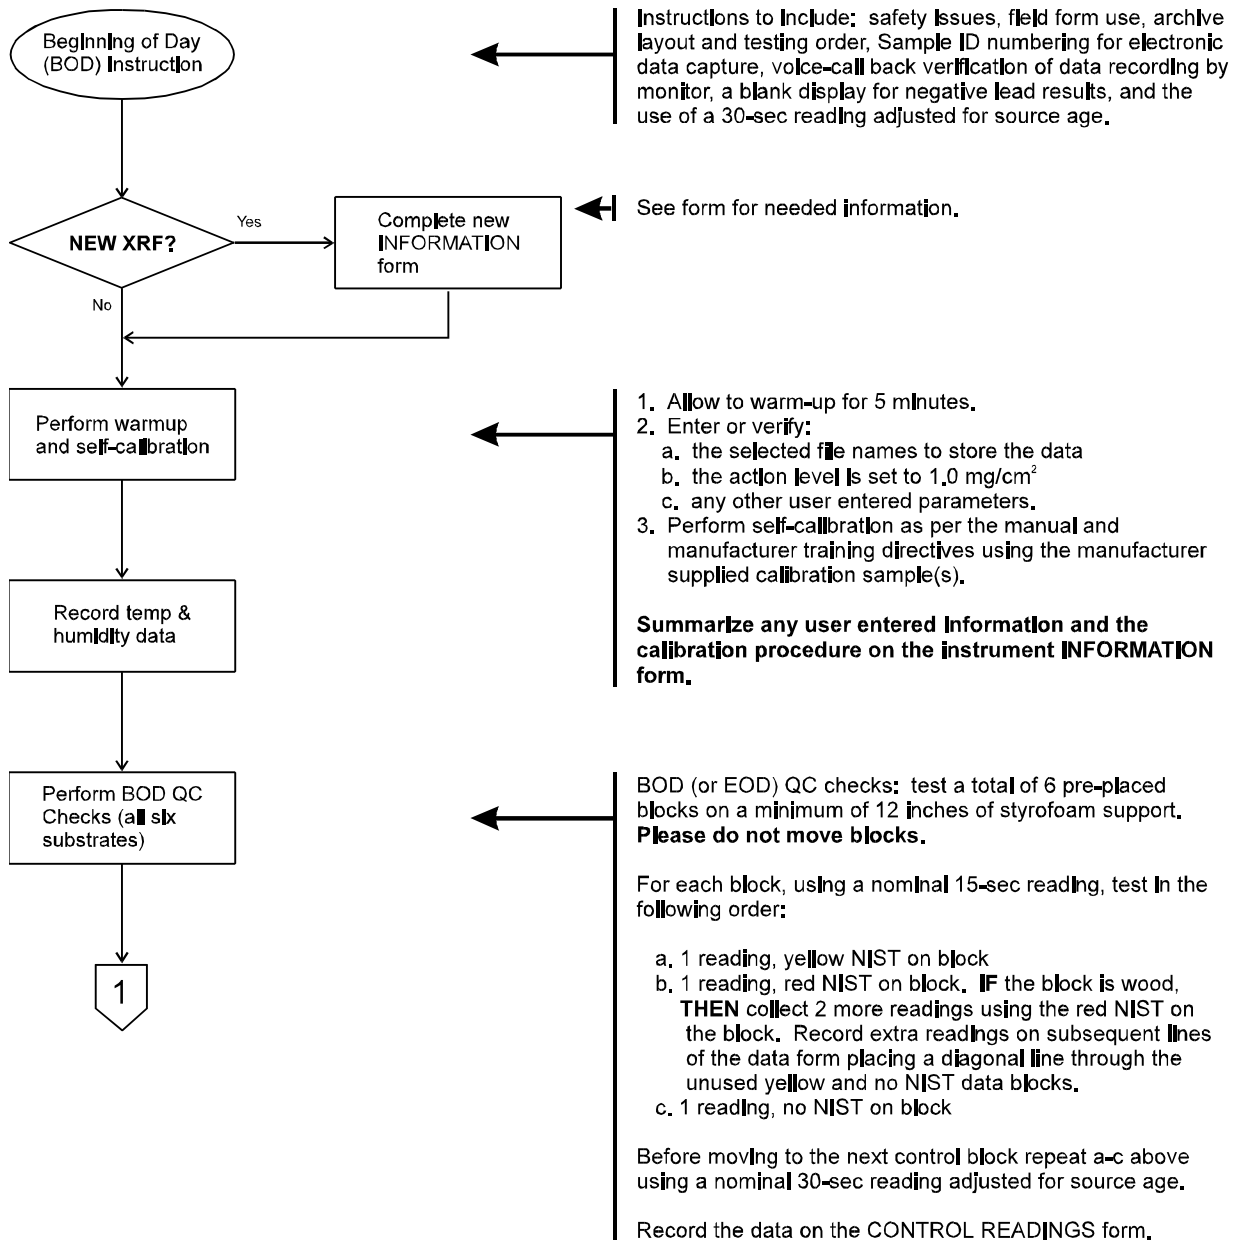 Beginning of Day
(BOD) Instruction
Instructions to include: safety issues, field form use, archive
layout and testing order, Sample ID numbering for electronic
data capture, voice-call back verification of data recording by
monitor, a blank display for negative lead results, and the
use of a 30-sec reading adjusted for source age.
NEW XRF?
Yes
No
Complete new
INFORMATION
form
See form for needed information.
Perform warmup
and self-calibration
1. Allow to warm-up for 5 minutes.
2. Enter or verify:
a. the selected file names to store the data
b. the action level is set to 1.0 mg/cm²
c. any other user entered parameters.
3. Perform self-calibration as per the manual and
manufacturer training directives using the manufacturer
supplied calibration sample(s).
Summarize any user entered information and the
calibration procedure on the instrument INFORMATION
form.
Record temp &
humidity data
Perform BOD QC
Checks (all six
substrates)
BOD (or EOD) QC checks: test a total of 6 pre-placed
blocks on a minimum of 12 inches of styrofoam support.
Please do not move blocks.
For each block, using a nominal 15-sec reading, test in the
following order:
a. 1 reading, yellow NIST on block
b. 1 reading, red NIST on block. IF the block is wood,
THEN collect 2 more readings using the red NIST on
the block. Record extra readings on subsequent lines
of the data form placing a diagonal line through the
unused yellow and no NIST data blocks.
c. 1 reading, no NIST on block
Before moving to the next control block repeat a-c above
using a nominal 30-sec reading adjusted for source age.
Record the data on the CONTROL READINGS form.
1